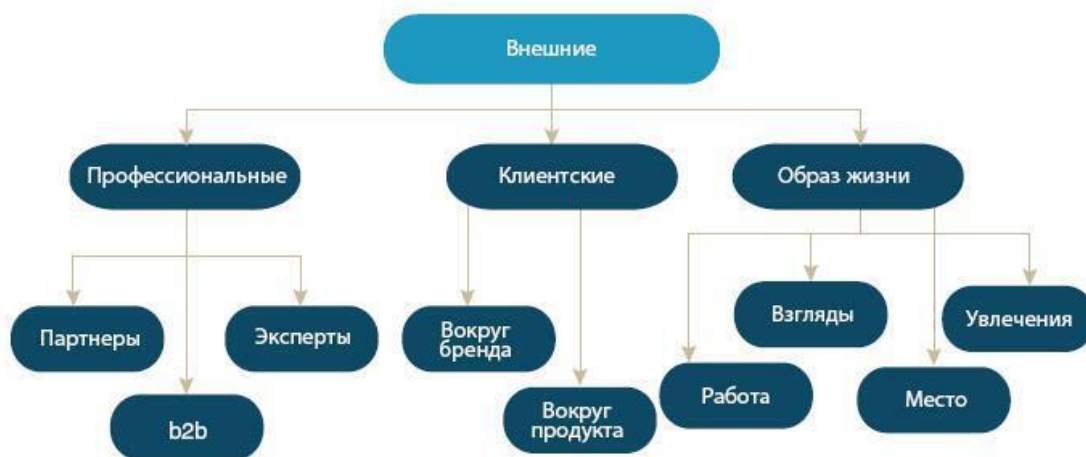 Внешние
Профессиональные
Клиентские
Образ жизни
Партнеры
b2b
Эксперты
Вокруг
бренда
Вокруг
продукта
Работа
Взгляды
Место
Увлечения